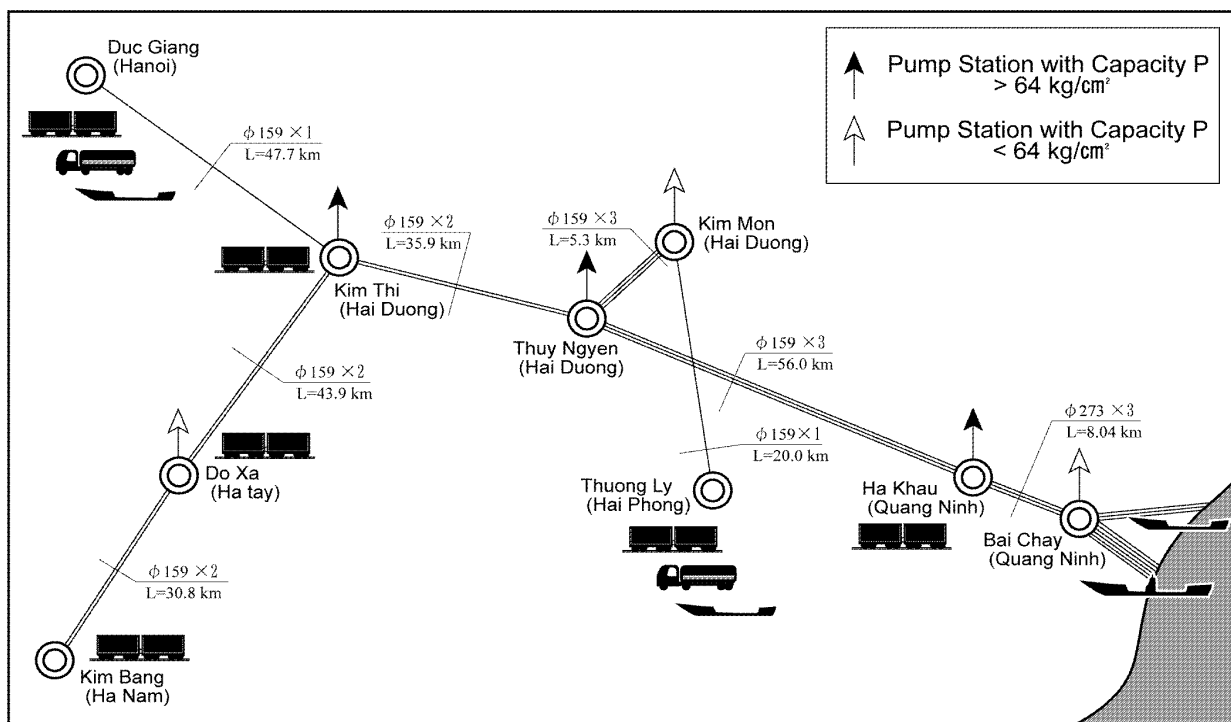 Duc Giang
(Hanoi)
Pump Station with Capacity P
> 64 kg/cm²
Pump Station with Capacity P
< 64 kg/cm²
φ159 ×1
L=47.7 km
φ159 ×2
L=35.9 km
φ159 ×3
L=5.3 km
Kim Mon
(Hai Duong)
Kim Thi
(Hai Duong)
Thuy Ngyen
(Hai Duong)
φ159 ×3
L=56.0 km
φ159 ×2
L=43.9 km
φ273 ×3
L=8.04 km
φ159×1
L=20.0 km
Do Xa
(Ha tay)
Thuong Ly
(Hai Phong)
Ha Khau
(Quang Ninh)
Bai Chay
(Quang Ninh)
φ159 ×2
L=30.8 km
Kim Bang
(Ha Nam)